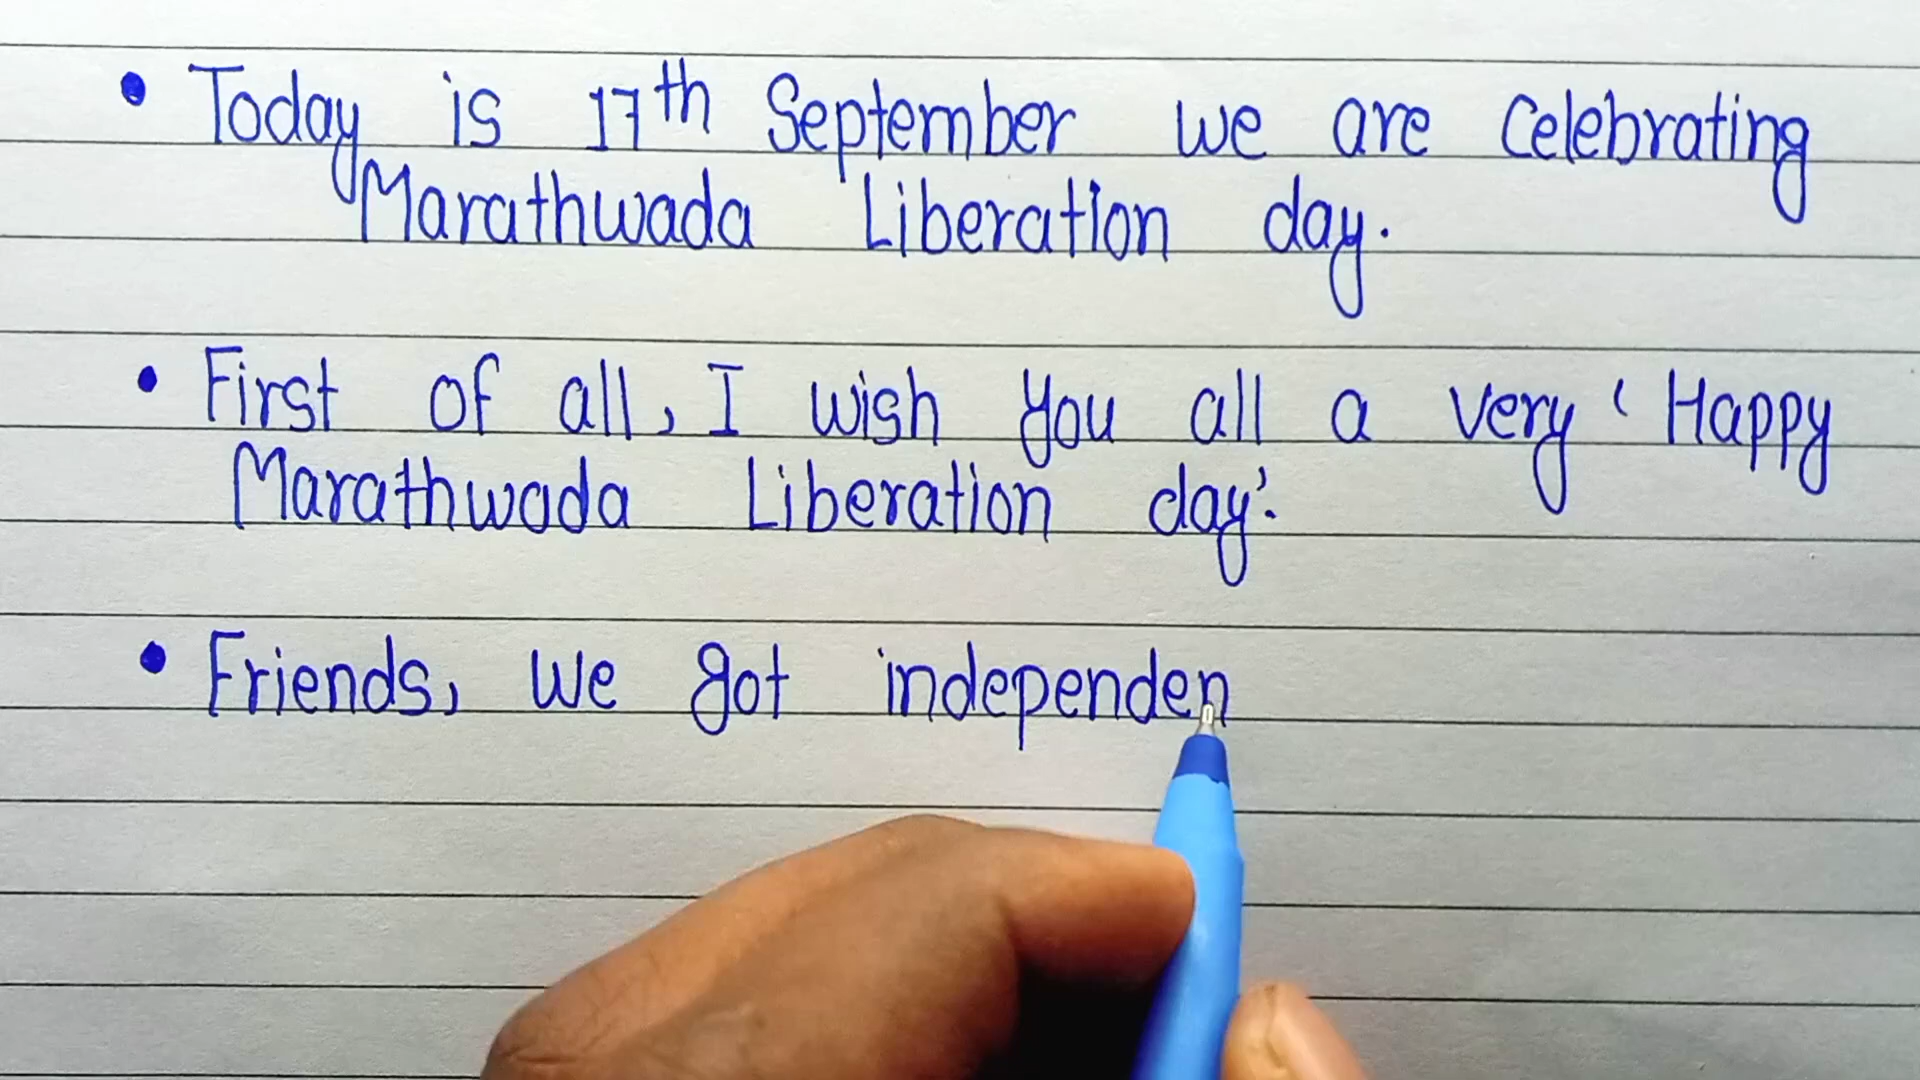 • Today is 17th September we are Celebrating
Marathwada Liberation day.
• First of all, I wish you all a very 'Happy
Marathwada Liberation day'.
• Friends, we got independen